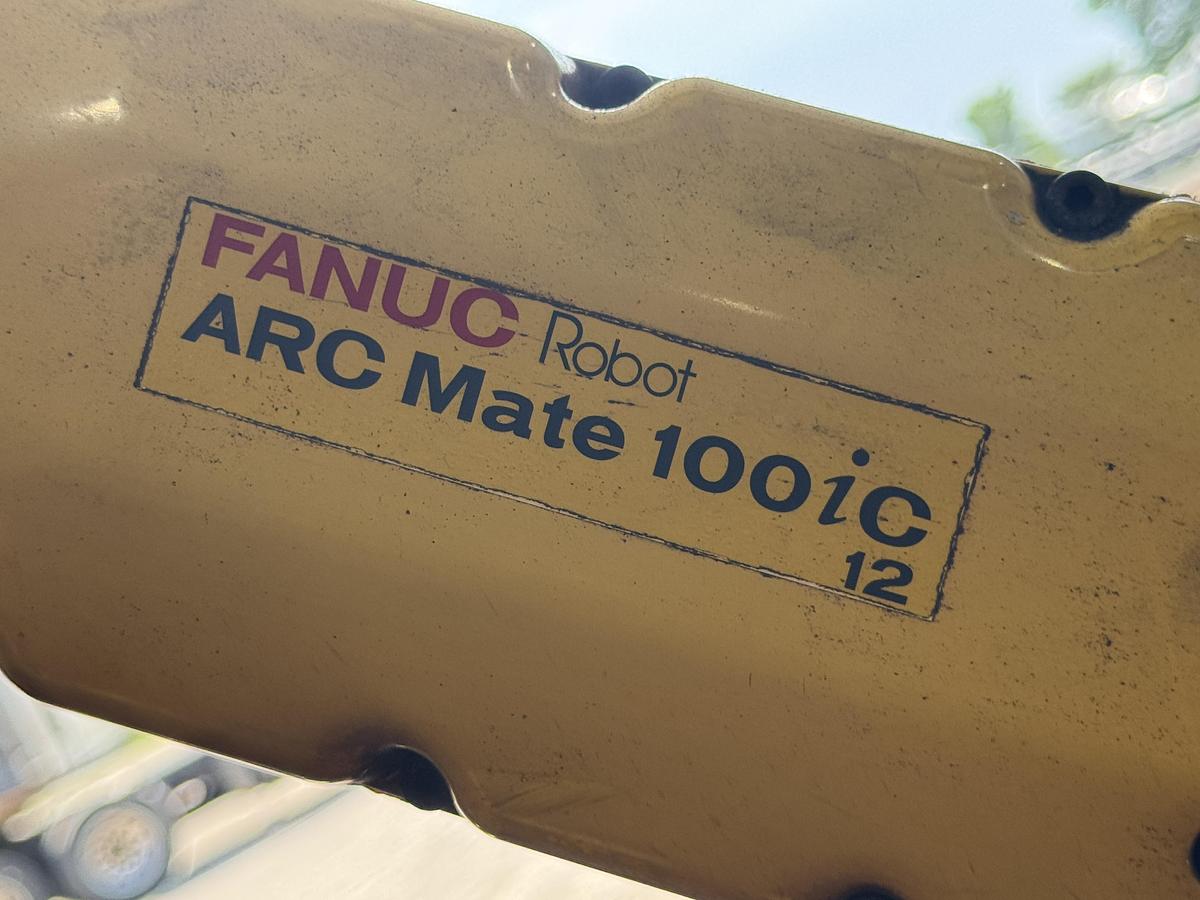 FANUC Robot
ARC Mate 100iC
12